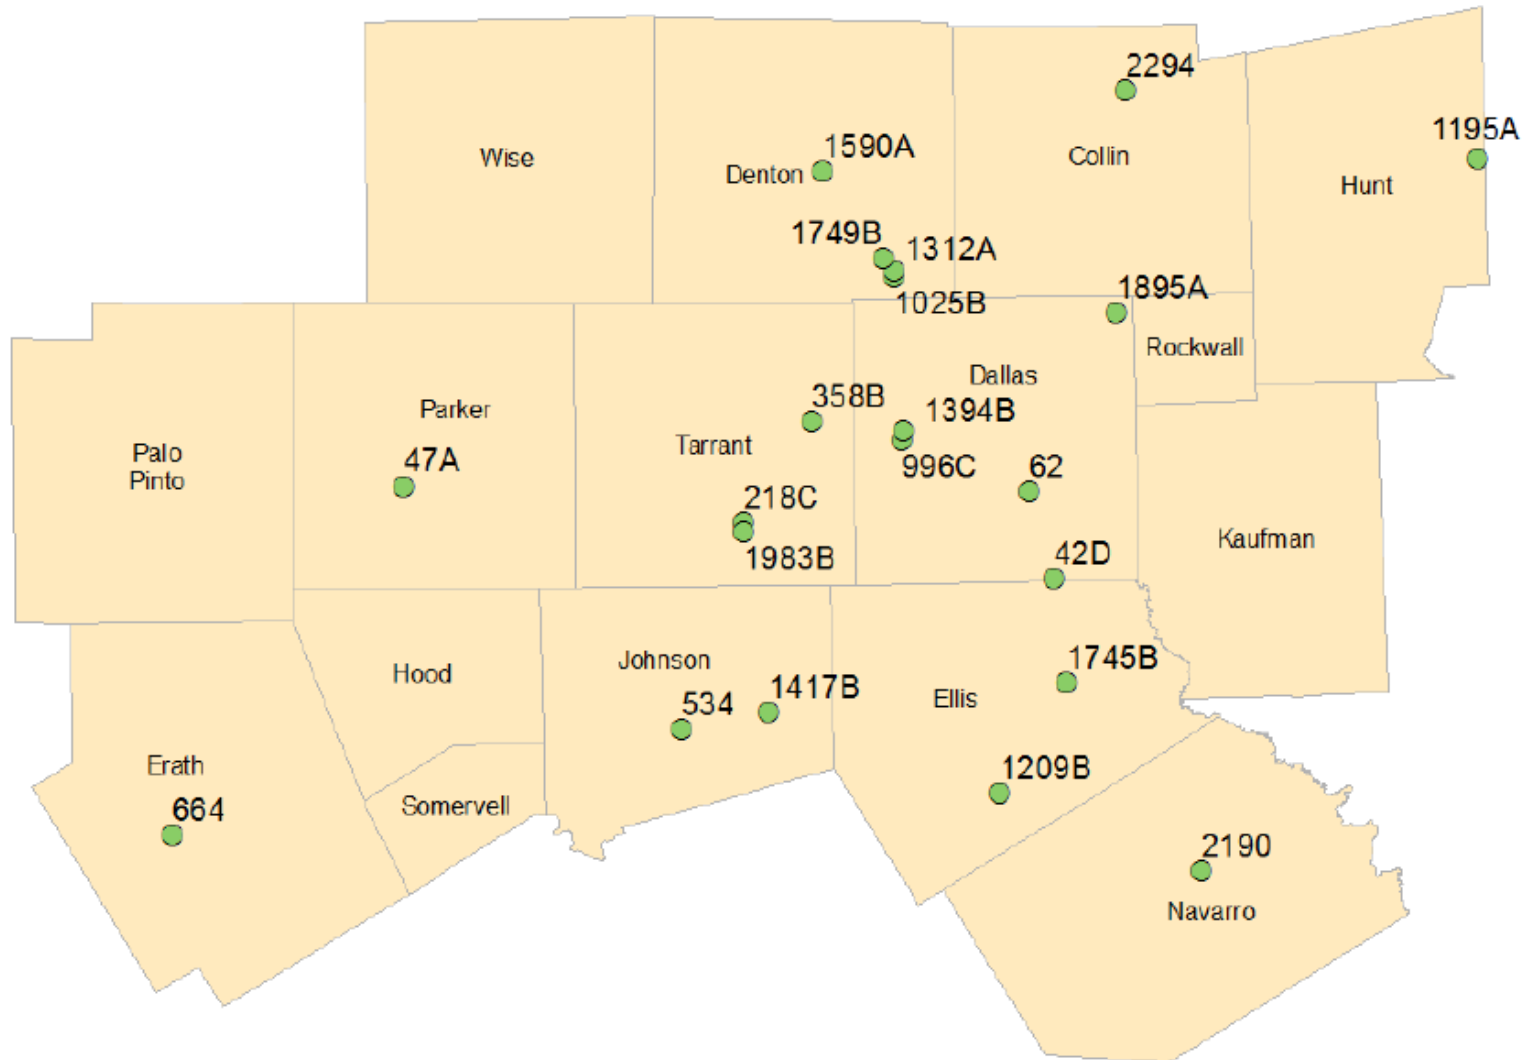 2294
1195A
1590A
Wise
Denton
Collin
Hunt
1749B
1312A
1025B
1895A
Rockwall
Dallas
358B
1394B
Parker
Tarrant
Palo
Pinto
47A
996C
62
218C
1983B
Kaufman
42D
Hood
Johnson
534
1417B
1745B
Ellis
Erath
664
Somervell
1209B
2190
Navarro